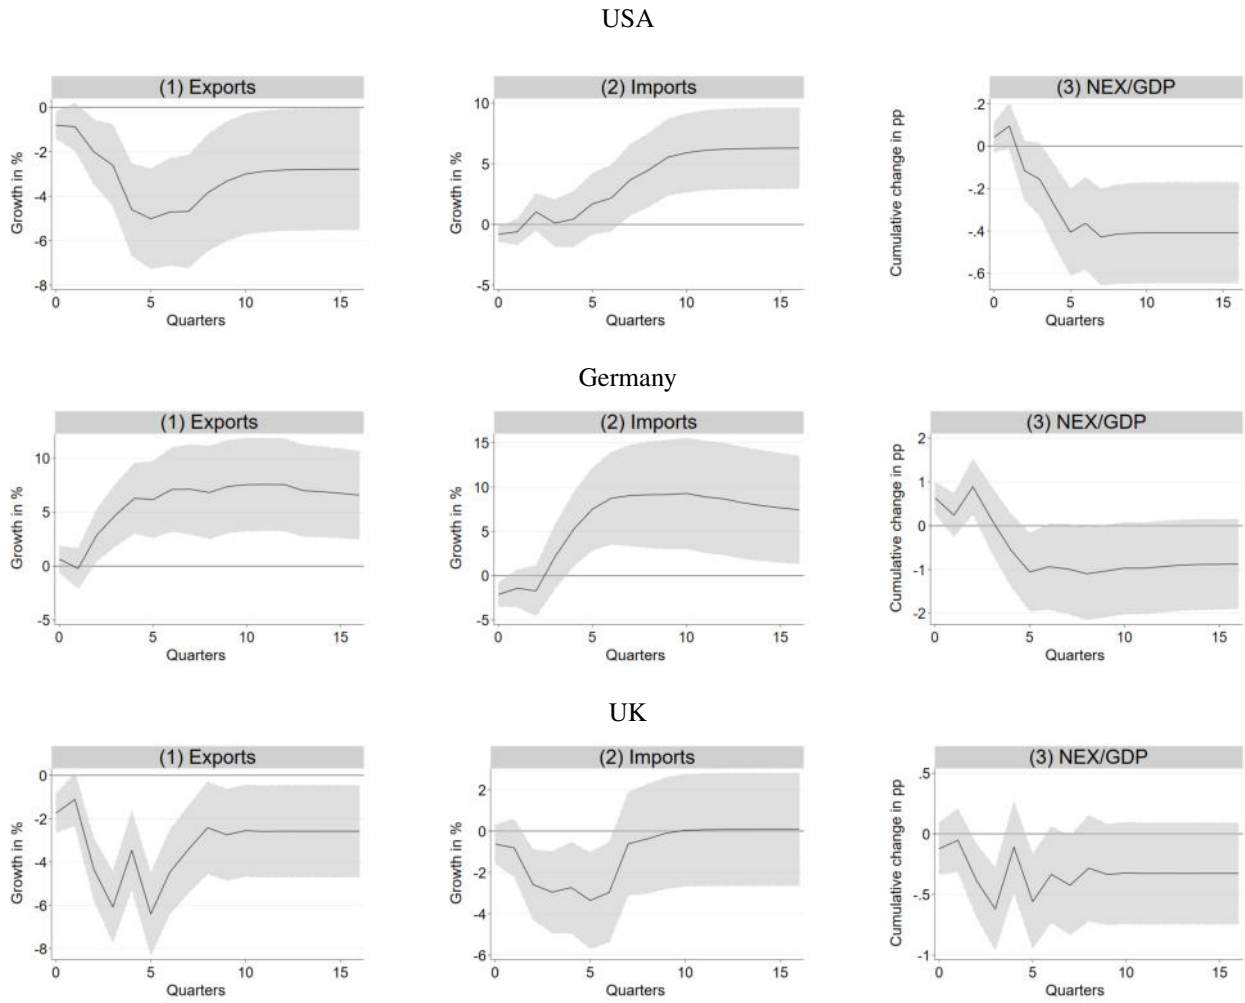 USA
(1) Exports
0
-2
-4
-6
-8
Growth in %
0 5 10 15
Quarters
(2) Imports
10
5
0
-5
Growth in %
0 5 10 15
Quarters
(3) NEX/GDP
.2
0
-.2
-.4
-.6
Cumulative change in pp
0 5 10 15
Quarters
Germany
(1) Exports
10
5
0
-5
Growth in %
0 5 10 15
Quarters
(2) Imports
15
10
5
0
-5
Growth in %
0 5 10 15
Quarters
(3) NEX/GDP
2
1
0
-1
-2
Cumulative change in pp
0 5 10 15
Quarters
UK
(1) Exports
0
-2
-4
-6
-8
Growth in %
0 5 10 15
Quarters
(2) Imports
2
0
-2
-4
-6
Growth in %
0 5 10 15
Quarters
(3) NEX/GDP
.5
0
-.5
-1
Cumulative change in pp
0 5 10 15
Quarters